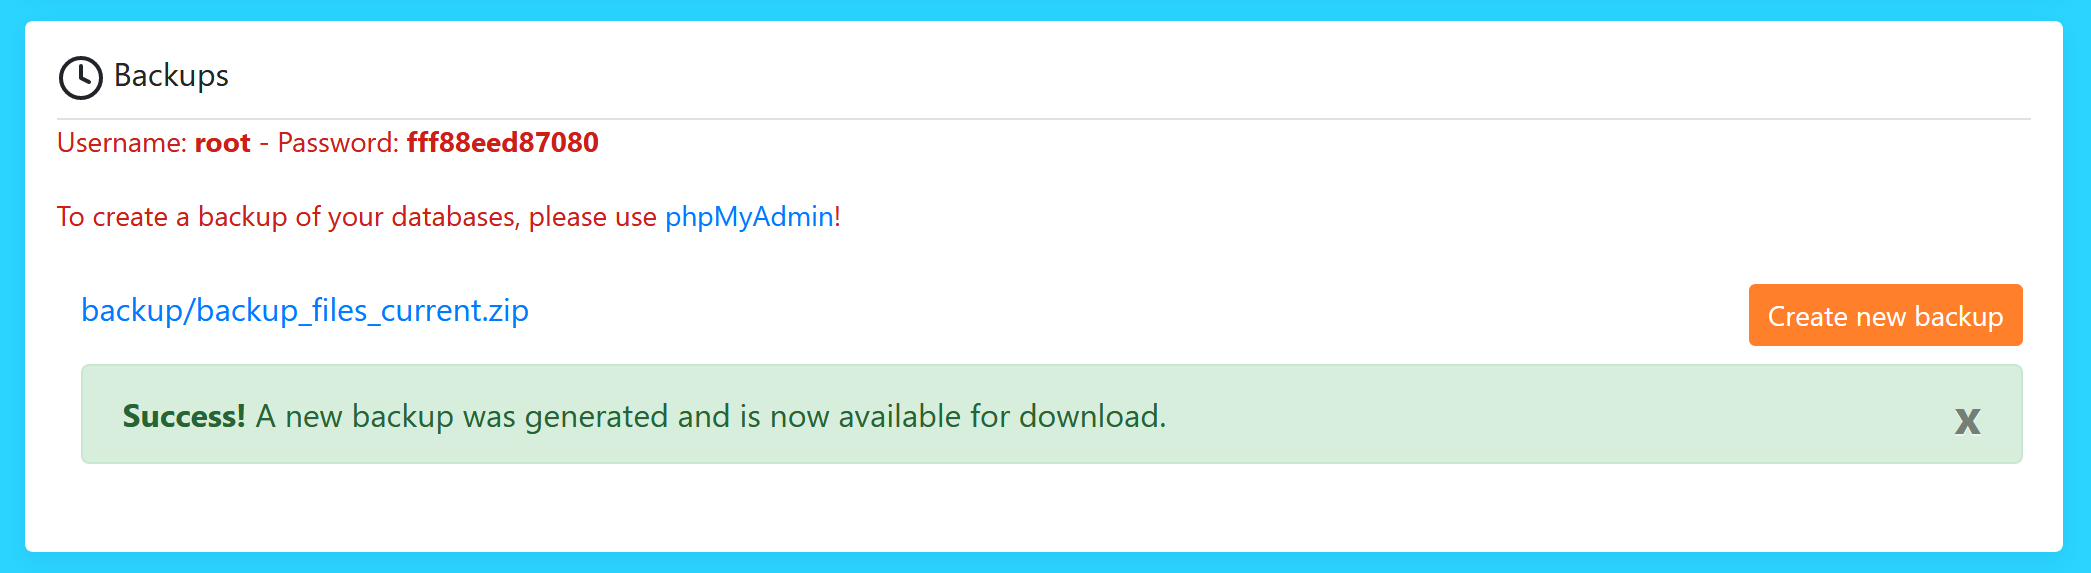 Backups
Username: root - Password: fff88eed87080
To create a backup of your databases, please use phpMyAdmin!
backup/backup_files_current.zip
Create new backup
Success! A new backup was generated and is now available for download.
x